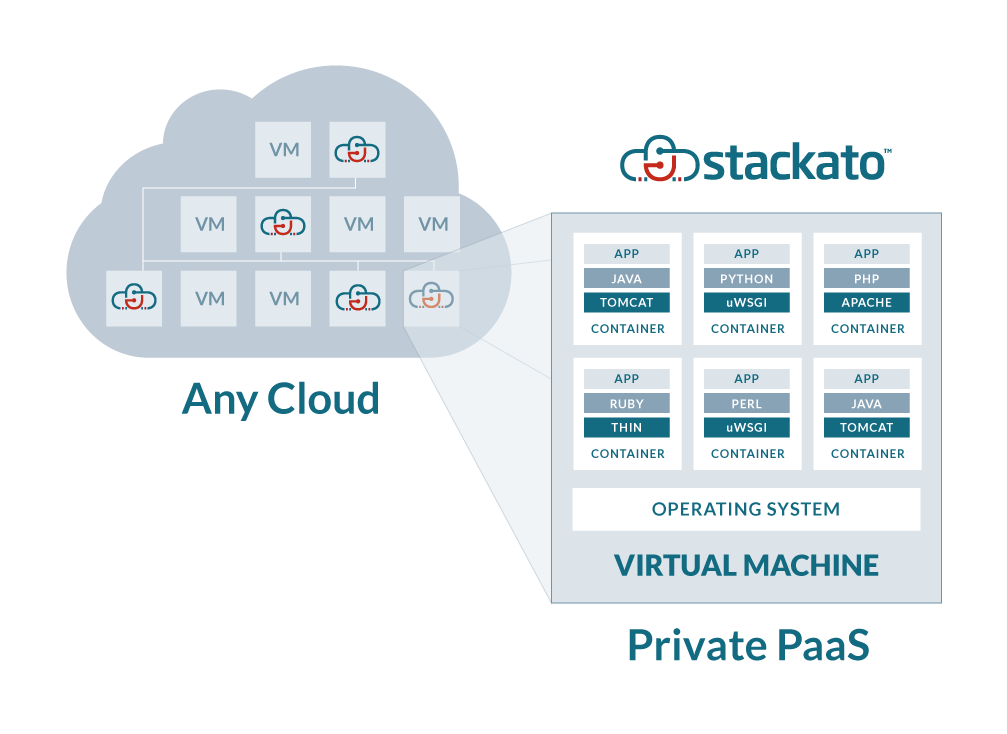 VM
VM VM VM
VM VM
Any Cloud
stackato™
APP APP APP
JAVA PYTHON PHP
TOMCAT uWSGI APACHE
CONTAINER CONTAINER CONTAINER
APP APP APP
RUBY PERL JAVA
THIN uWSGI TOMCAT
CONTAINER CONTAINER CONTAINER
OPERATING SYSTEM
VIRTUAL MACHINE
Private PaaS